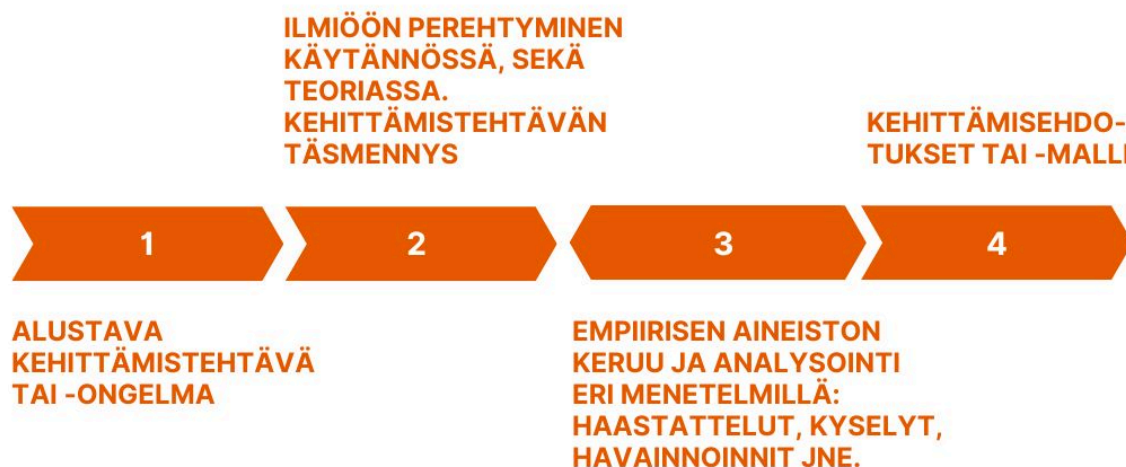 ILMIÖÖN PEREHTYMINEN
KÄYTÄNNÖSSÄ, SEKÄ
TEORIASSA.
KEHITTÄMISTEHTÄVÄN
TÄSMENNYS
KEHITTÄMISEHDO-
TUKSET TAI -MALLI
1
2
3
4
ALUSTAVA
KEHITTÄMISTEHTÄVÄ
TAI -ONGELMA
EMPIIRISEN AINEISTON
KERUU JA ANALYSOINTI
ERI MENETELMILLÄ:
HAASTATTELUT, KYSELYT,
HAVAINNOINNIT JNE.